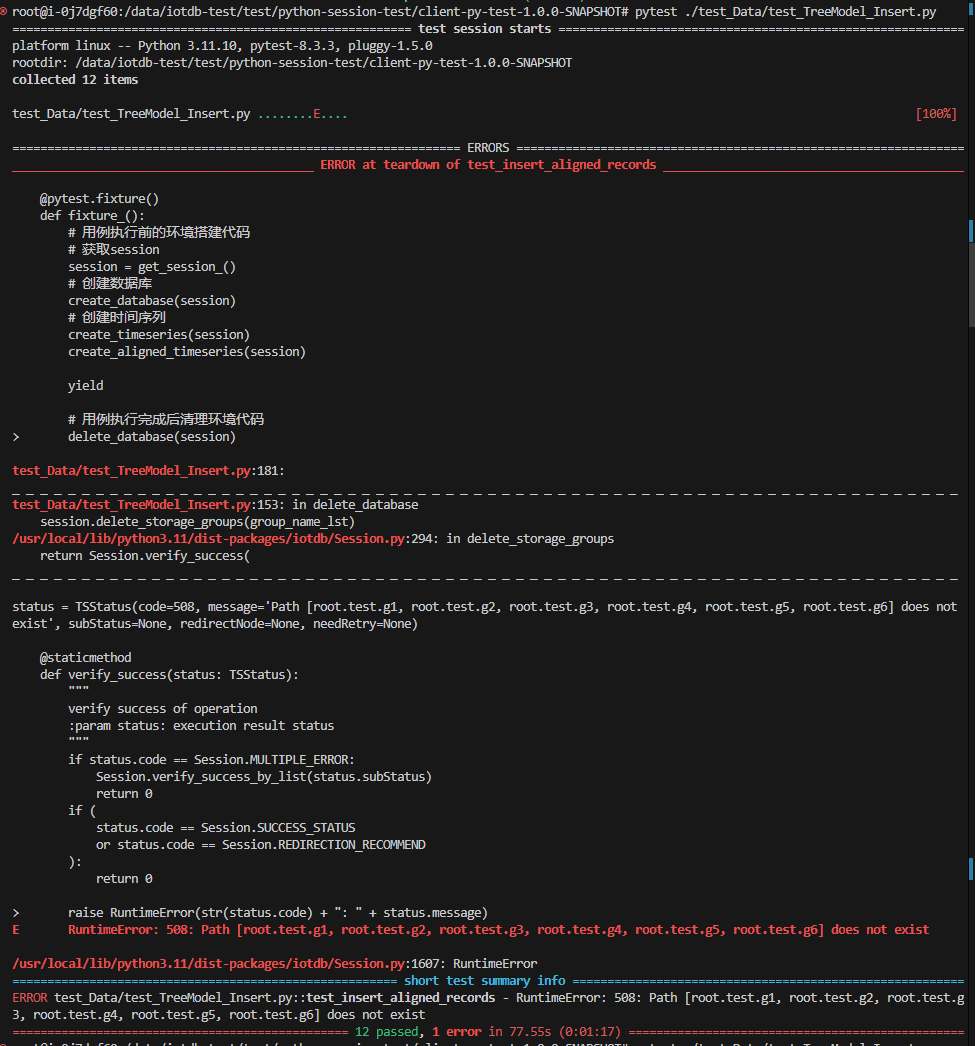 root@i-0j7dgf60:/data/iotdb-test/test/python-session-test/client-py-test-1.0.0-SNAPSHOT# pytest ./test_Data/test_TreeModel_Insert.py
========================================================= test session starts ==========================================================
platform linux -- Python 3.11.10, pytest-8.3.3, pluggy-1.5.0
rootdir: /data/iotdb-test/test/python-session-test/client-py-test-1.0.0-SNAPSHOT
collected 12 items
test_Data/test_TreeModel_Insert.py ........E.... [100%]
================================================================ ERRORS ================================================================
___________________________________________ ERROR at teardown of test_insert_aligned_records ___________________________________________
@pytest.fixture()
def fixture_():
# 用例执行前的环境搭建代码
# 获取session
session = get_session_()
# 创建数据库
create_database(session)
# 创建时间序列
create_timeseries(session)
create_aligned_timeseries(session)
yield
# 用例执行完成后清理环境代码
> delete_database(session)
test_Data/test_TreeModel_Insert.py:181:
_ _ _ _ _ _ _ _ _ _ _ _ _ _ _ _ _ _ _ _ _ _ _ _ _ _ _ _ _ _ _ _ _ _ _ _ _ _ _ _ _ _ _ _ _ _ _ _ _ _ _ _ _ _ _ _ _ _ _ _ _ _ _ _ _ _ _ _
test_Data/test_TreeModel_Insert.py:153: in delete_database
session.delete_storage_groups(group_name_lst)
/usr/local/lib/python3.11/dist-packages/iotdb/Session.py:294: in delete_storage_groups
return Session.verify_success(
_ _ _ _ _ _ _ _ _ _ _ _ _ _ _ _ _ _ _ _ _ _ _ _ _ _ _ _ _ _ _ _ _ _ _ _ _ _ _ _ _ _ _ _ _ _ _ _ _ _ _ _ _ _ _ _ _ _ _ _ _ _ _ _ _ _ _ _
status = TSStatus(code=508, message='Path [root.test.g1, root.test.g2, root.test.g3, root.test.g4, root.test.g5, root.test.g6] does not
exist', subStatus=None, redirectNode=None, needRetry=None)
@staticmethod
def verify_success(status: TSStatus):
"""
verify success of operation
:param status: execution result status
"""
if status.code == Session.MULTIPLE_ERROR:
Session.verify_success_by_list(status.subStatus)
return 0
if (
status.code == Session.SUCCESS_STATUS
or status.code == Session.REDIRECTION_RECOMMEND
):
return 0
> raise RuntimeError(str(status.code) + ": " + status.message)
E RuntimeError: 508: Path [root.test.g1, root.test.g2, root.test.g3, root.test.g4, root.test.g5, root.test.g6] does not exist
/usr/local/lib/python3.11/dist-packages/iotdb/Session.py:1607: RuntimeError
======================================================= short test summary info ========================================================
ERROR test_Data/test_TreeModel_Insert.py::test_insert_aligned_records - RuntimeError: 508: Path [root.test.g1, root.test.g2, root.test.g
3, root.test.g4, root.test.g5, root.test.g6] does not exist
================================================ 12 passed, 1 error in 77.55s (0:01:17) ================================================